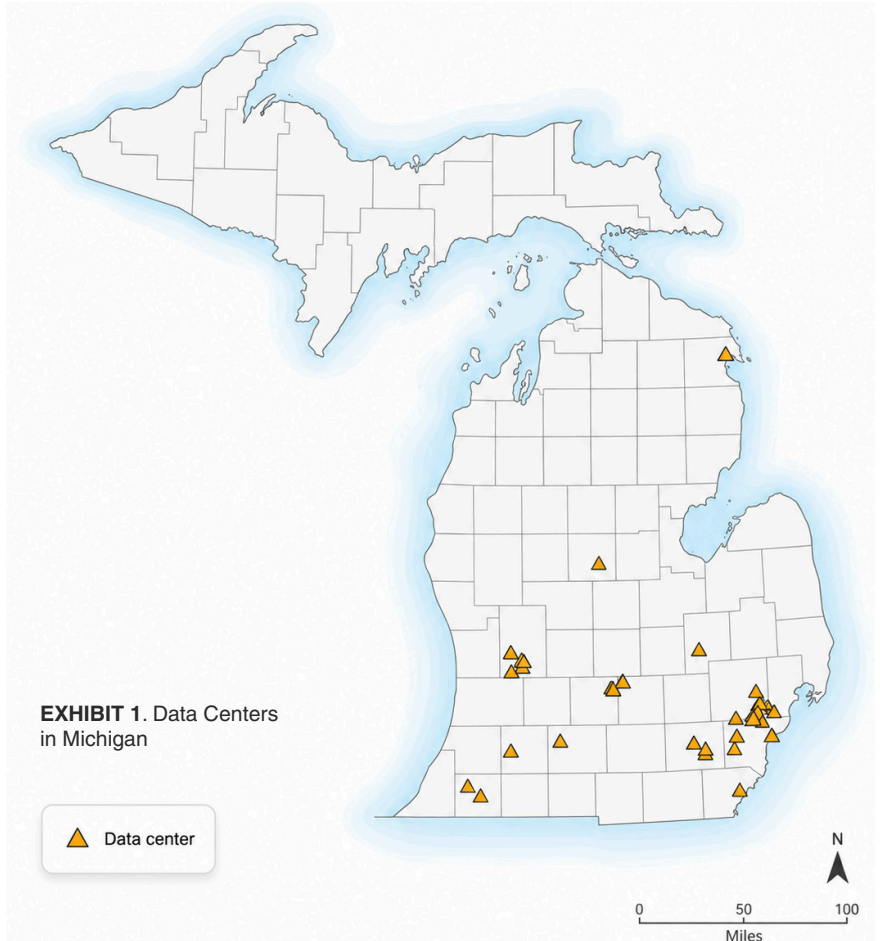 EXHIBIT 1. Data Centers
in Michigan
Data center
N
0 50 100
Miles